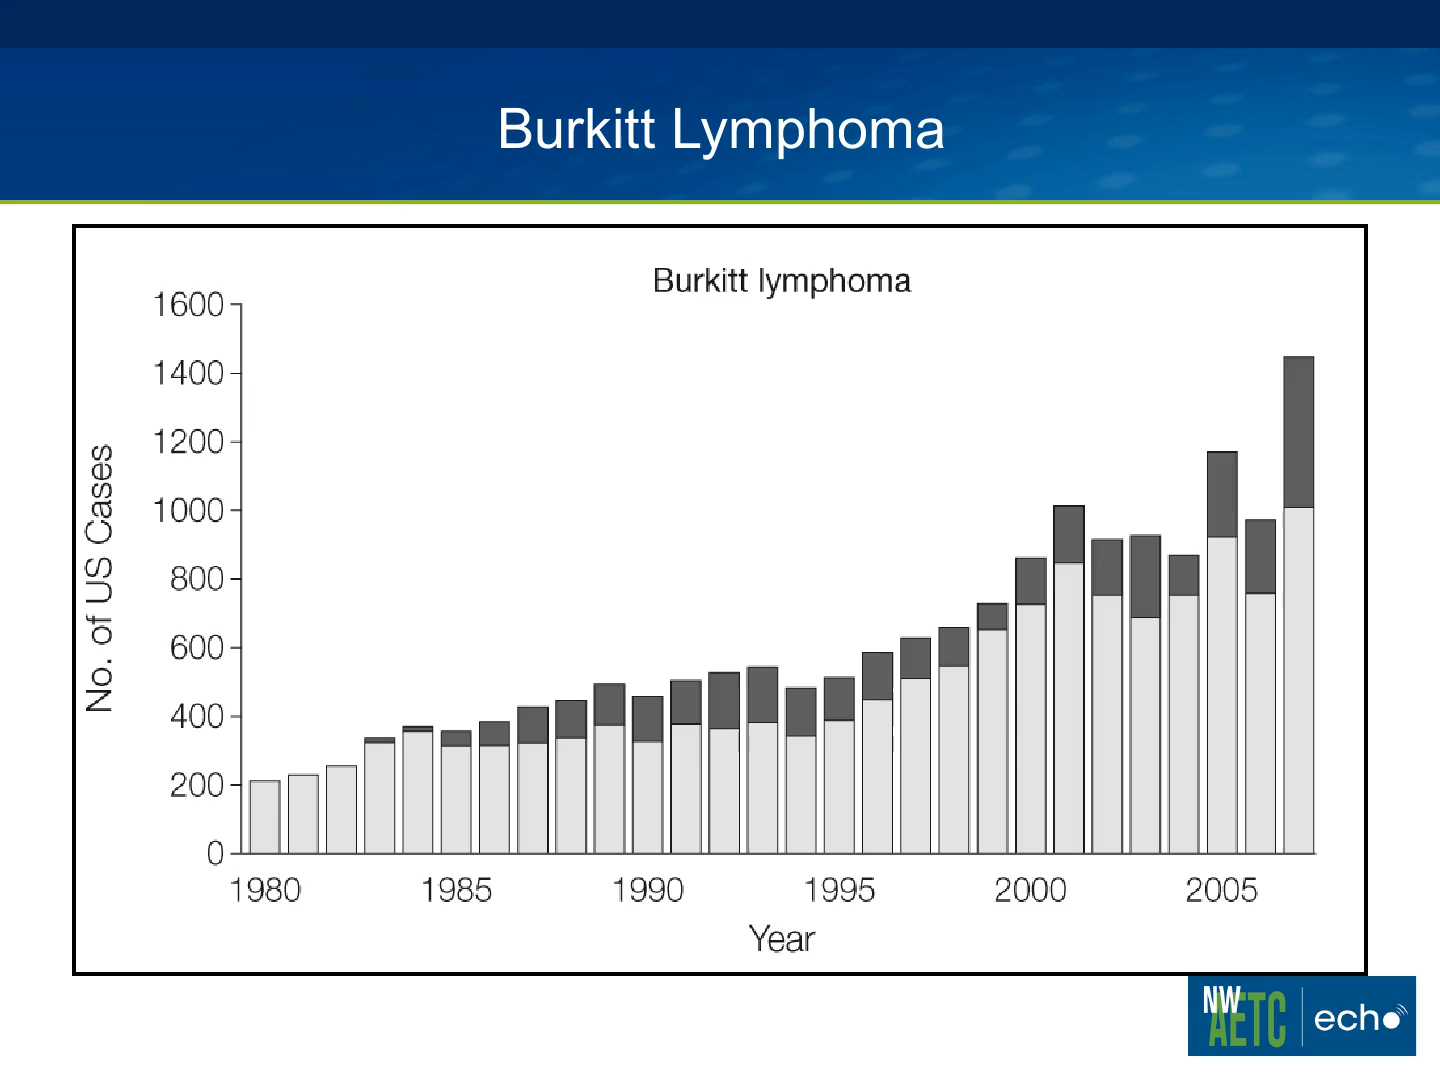 Burkitt Lymphoma
Burkitt lymphoma
1600
1400
1200
1000
800
600
400
200
0
No. of US Cases
1980 1985 1990 1995 2000 2005
Year
NW
AETC
echo